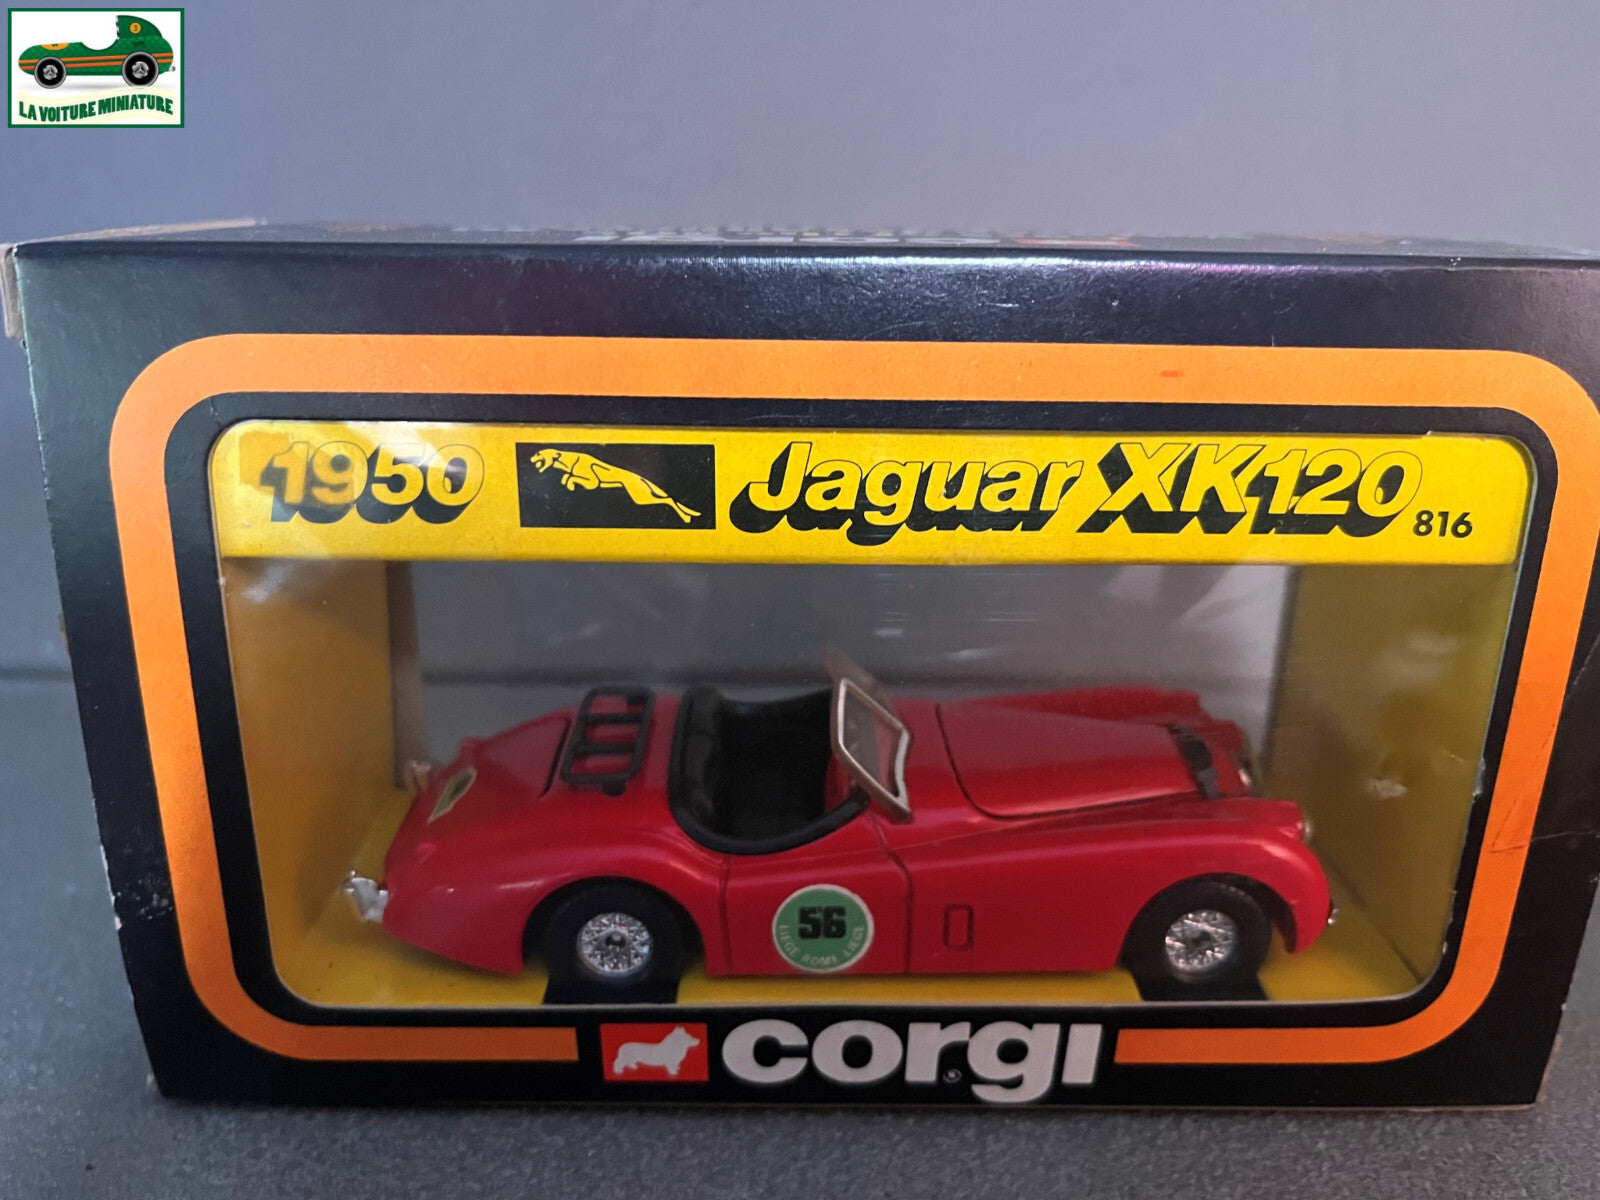 LA VOITURE MINIATURE
1950 Jaguar XK120 816
56
LIEGE ROME LIEGE
corgi